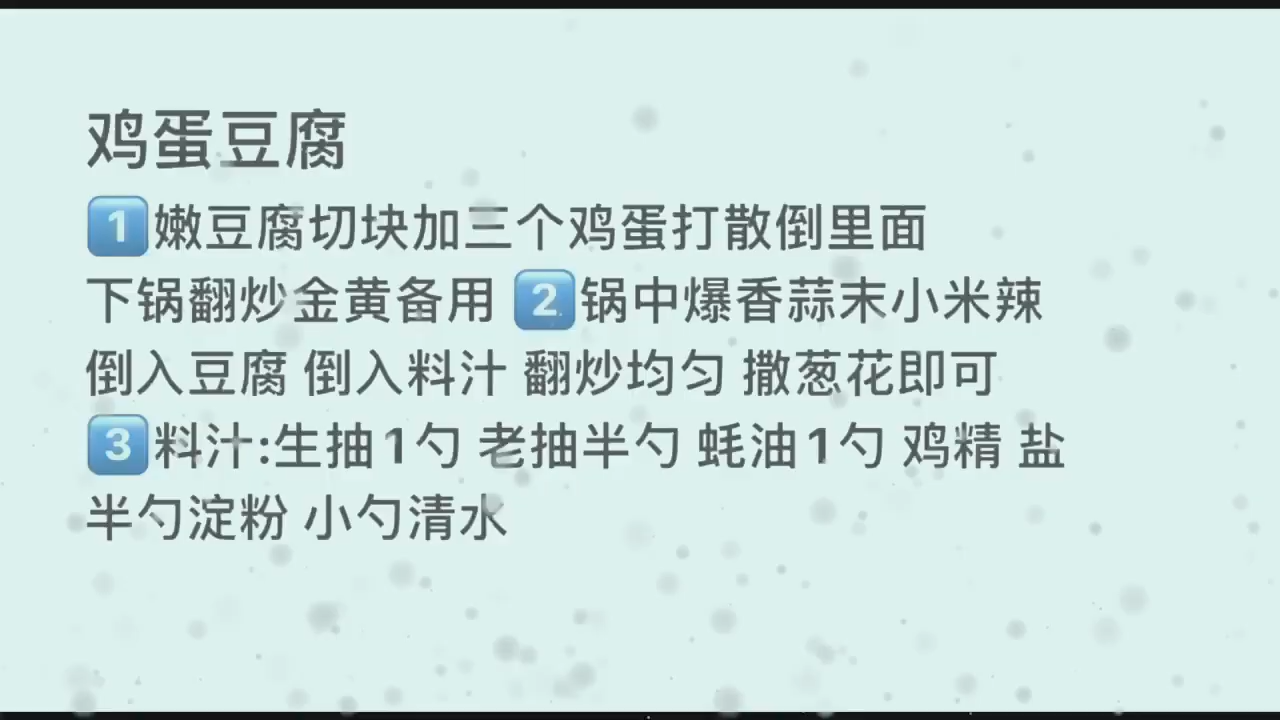 鸡蛋豆腐
1️⃣嫩豆腐切块加三个鸡蛋打散倒里面
下锅翻炒金黄备用 2️⃣锅中爆香蒜末小米辣
倒入豆腐 倒入料汁 翻炒均匀 撒葱花即可
3️⃣料汁:生抽1勺 老抽半勺 蚝油1勺 鸡精 盐
半勺淀粉 小勺清水